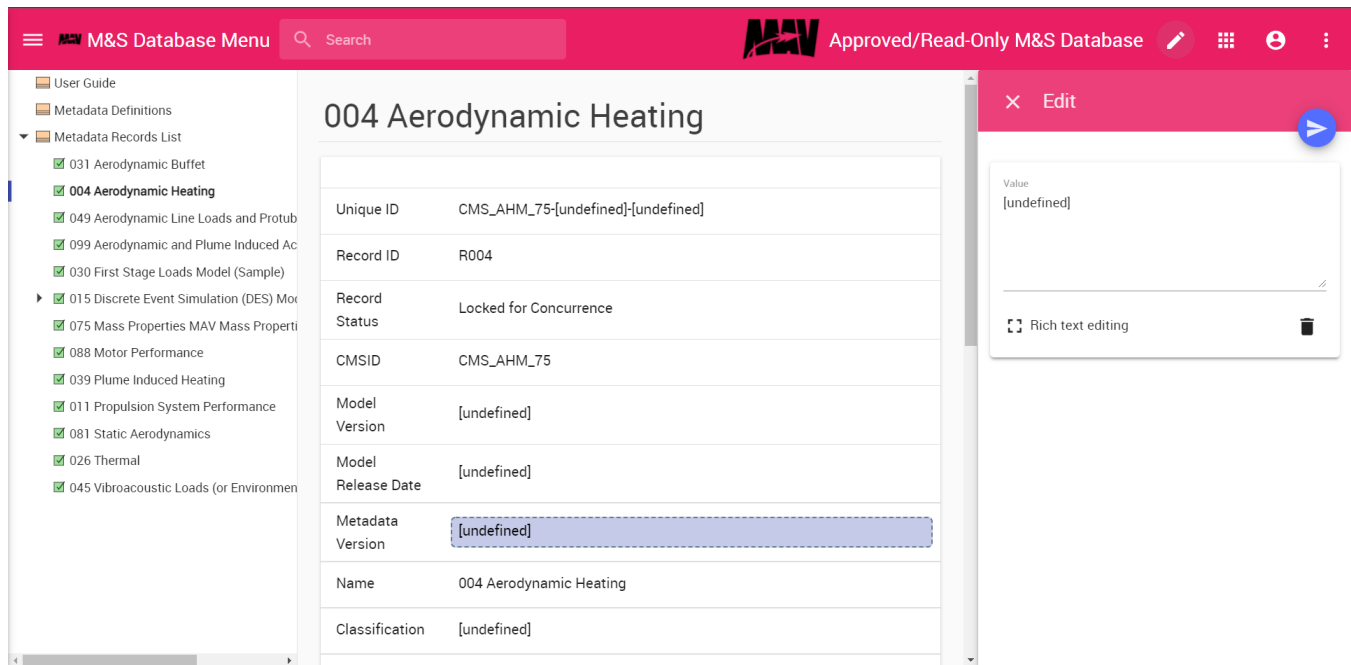 MAV M&S Database Menu
Search
MAV Approved/Read-Only M&S Database
User Guide
Metadata Definitions
Metadata Records List
031 Aerodynamic Buffet
004 Aerodynamic Heating
049 Aerodynamic Line Loads and Protub
099 Aerodynamic and Plume Induced Ac
030 First Stage Loads Model (Sample)
015 Discrete Event Simulation (DES) Mod
075 Mass Properties MAV Mass Properti
088 Motor Performance
039 Plume Induced Heating
011 Propulsion System Performance
081 Static Aerodynamics
026 Thermal
045 Vibroacoustic Loads (or Environmen
004 Aerodynamic Heating
Unique ID CMS_AHM_75-[undefined]-[undefined]
Record ID R004
Record
Status Locked for Concurrence
CMSID CMS_AHM_75
Model
Version [undefined]
Model
Release Date [undefined]
Metadata
Version [undefined]
Name 004 Aerodynamic Heating
Classification [undefined]
Edit
Value
[undefined]
Rich text editing